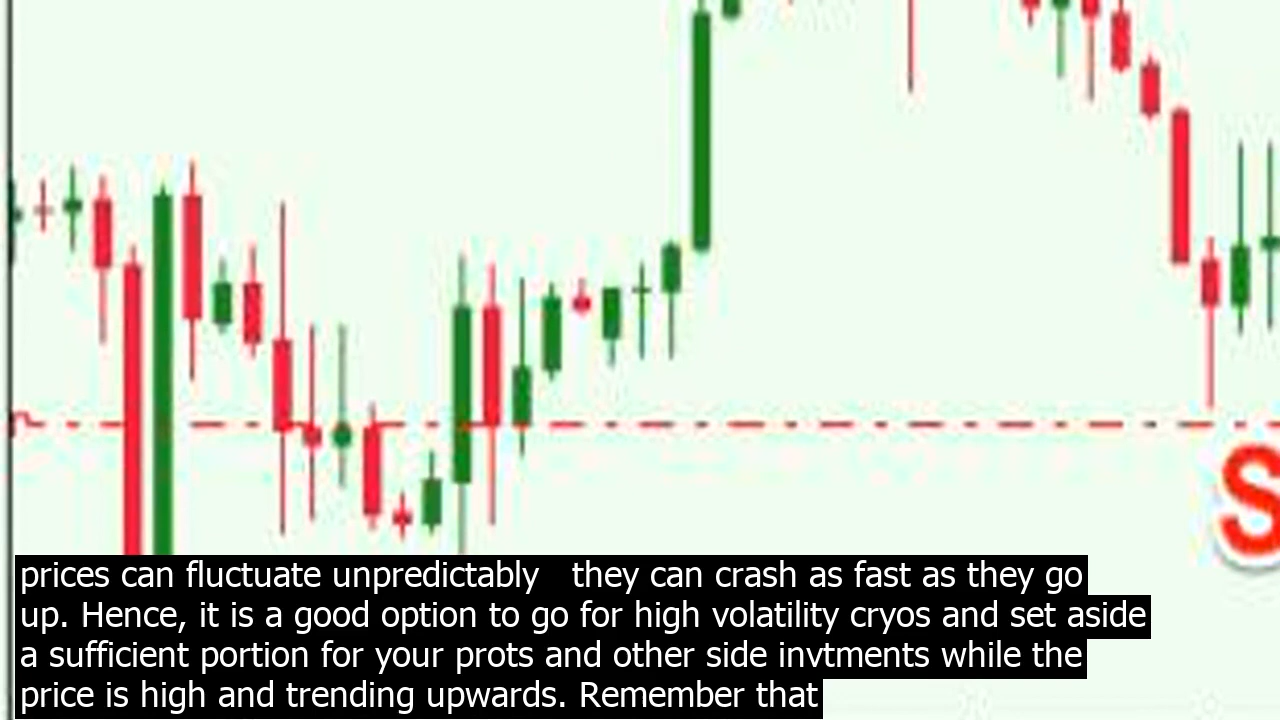 S
prices can fluctuate unpredictably   they can crash as fast as they go
up. Hence, it is a good option to go for high volatility cryos and set aside
a sufficient portion for your prots and other side invtments while the
price is high and trending upwards. Remember that